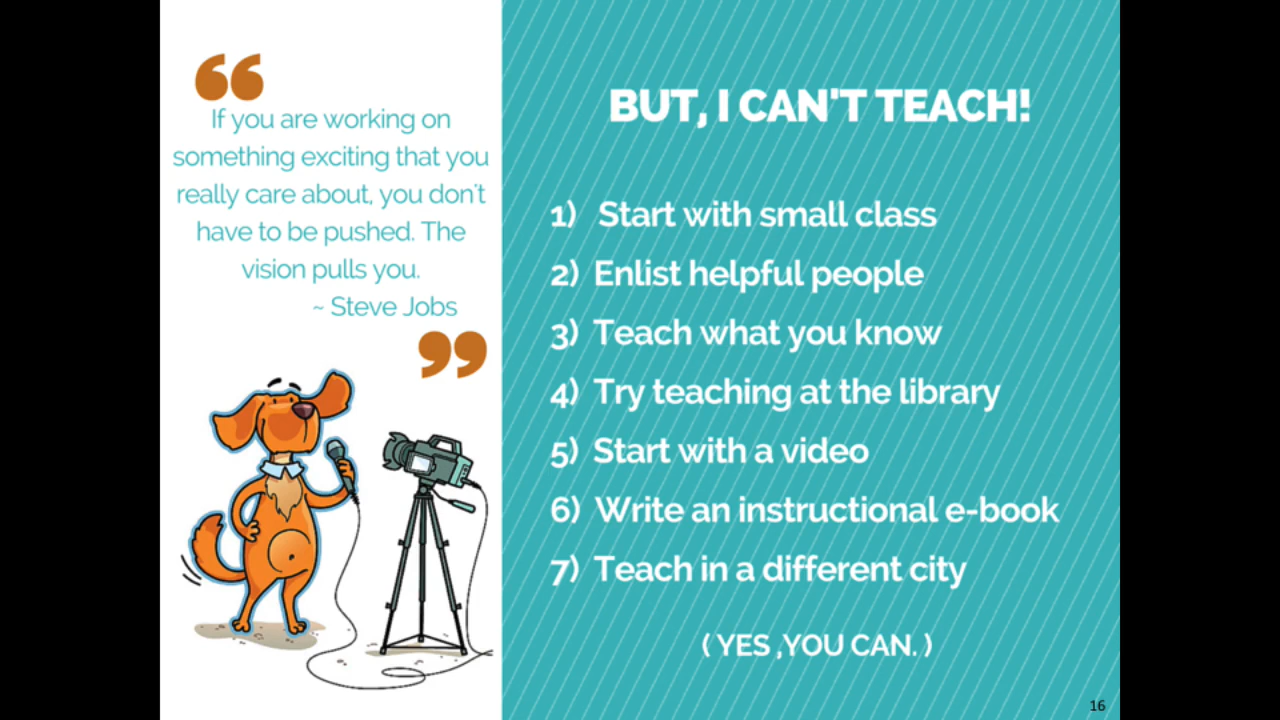 “
If you are working on
something exciting that you
really care about, you don't
have to be pushed. The
vision pulls you.
~ Steve Jobs
”
BUT, I CAN'T TEACH!
1) Start with small class
2) Enlist helpful people
3) Teach what you know
4) Try teaching at the library
5) Start with a video
6) Write an instructional e-book
7) Teach in a different city
( YES ,YOU CAN. )
16